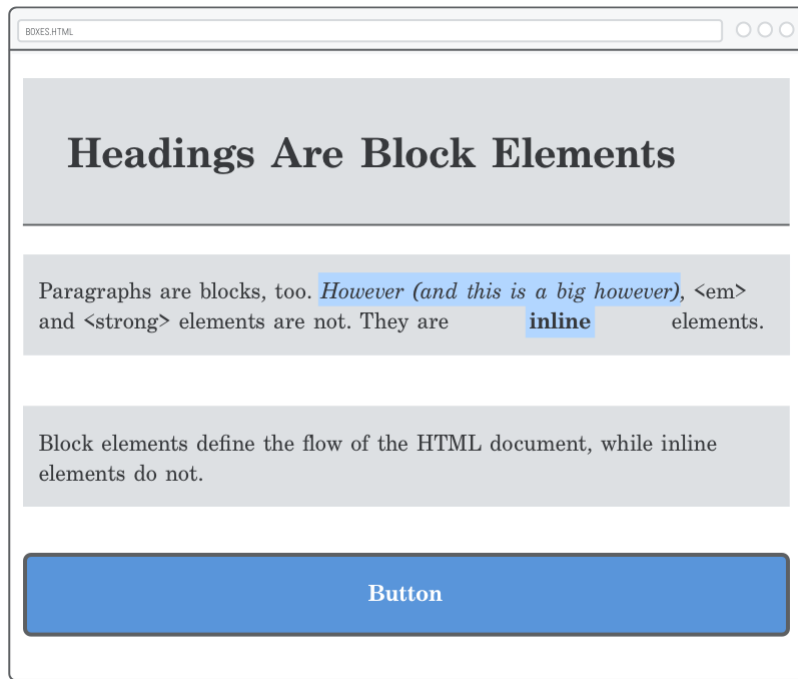 BOXES.HTML
Headings Are Block Elements
Paragraphs are blocks, too. However (and this is a big however), <em>
and <strong> elements are not. They are inline elements.
Block elements define the flow of the HTML document, while inline
elements do not.
Button